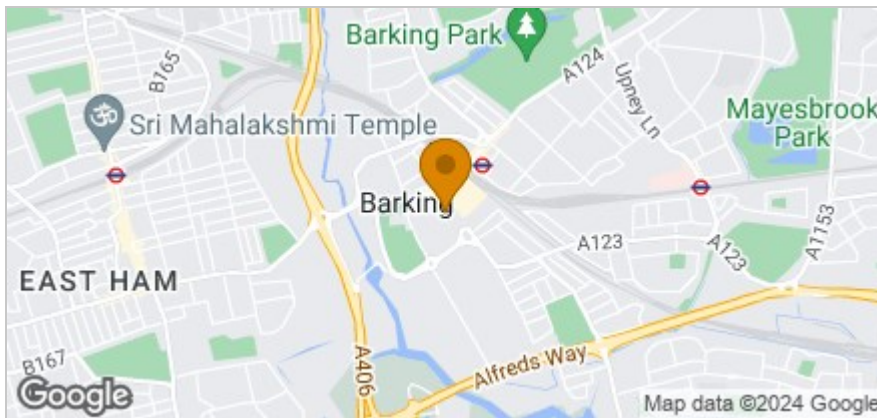 Barking Park
A124
B165
Upney Ln
Mayesbrook
Park
ॐ
Sri Mahalakshmi Temple
Barking
A1153
A123
A123
EAST HAM
B167
A406
Alfreds Way
Google
Map data ©2024 Google